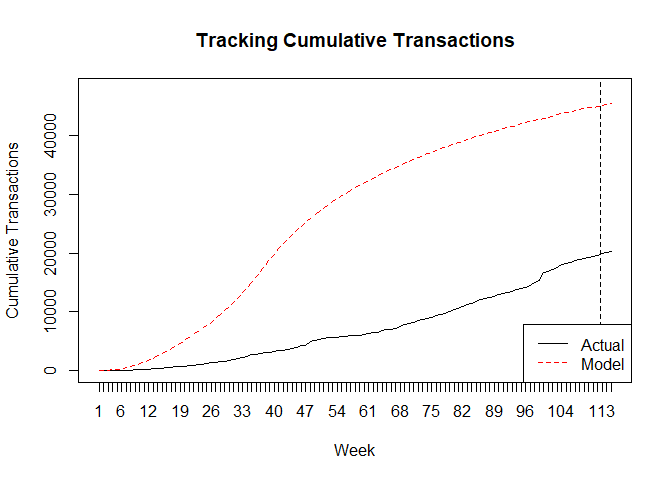 Tracking Cumulative Transactions
Cumulative Transactions
40000
30000
20000
10000
0
Actual
Model
1 6 12 19 26 33 40 47 54 61 68 75 82 89 96 104 113
Week